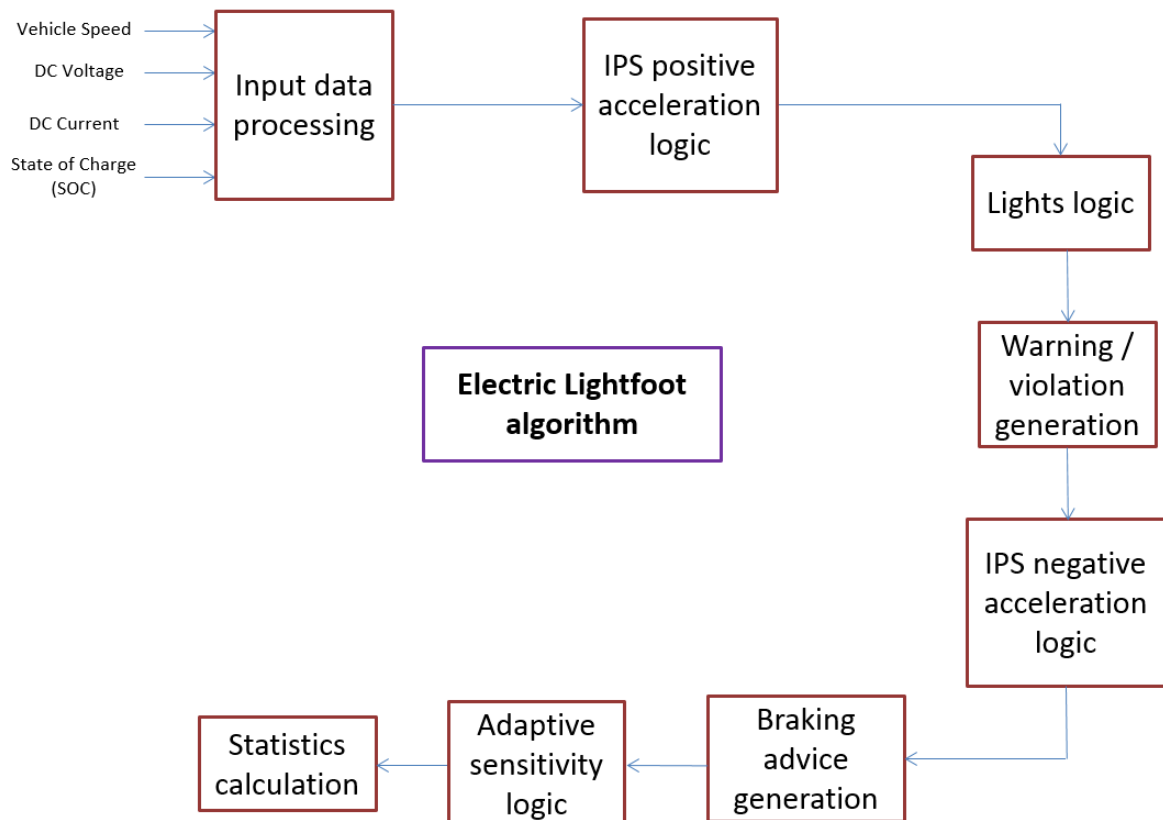 Vehicle Speed
DC Voltage
DC Current
State of Charge
(SOC)
Input data
processing
IPS positive
acceleration
logic
Lights logic
Warning /
violation
generation
IPS negative
acceleration
logic
Braking
advice
generation
Adaptive
sensitivity
logic
Statistics
calculation
Electric Lightfoot
algorithm